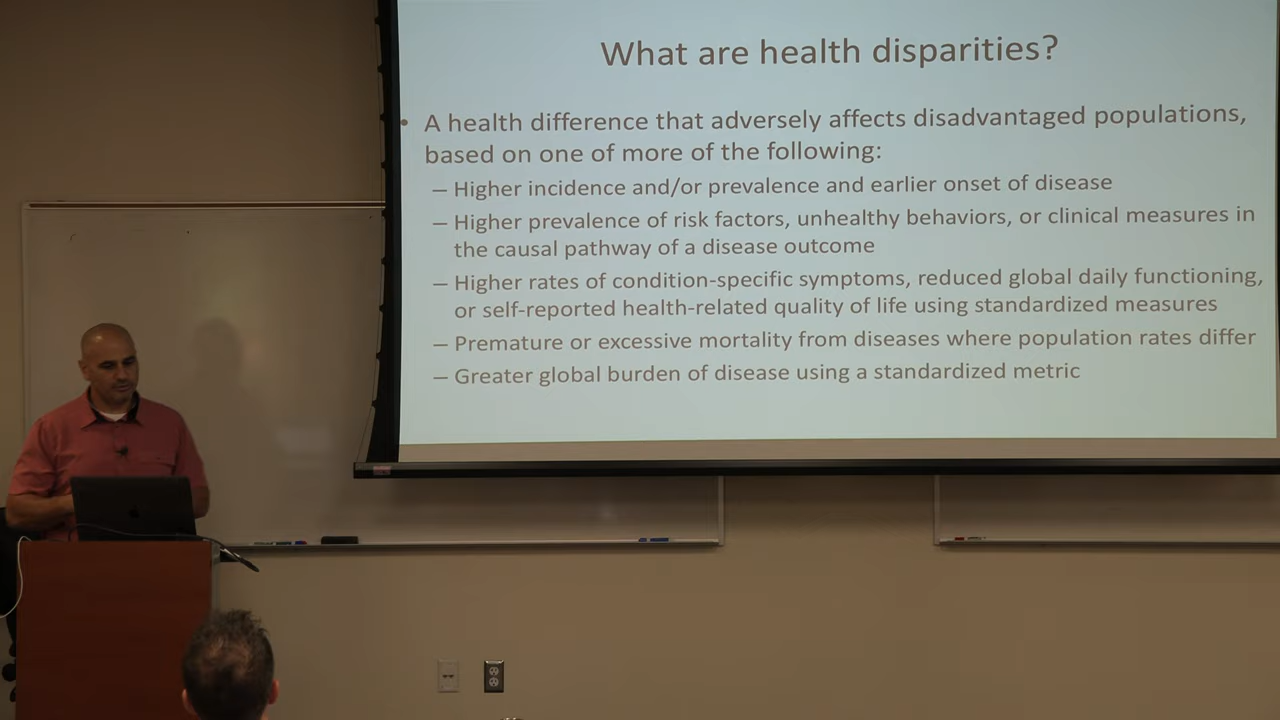 What are health disparities?
• A health difference that adversely affects disadvantaged populations,
based on one of more of the following:
– Higher incidence and/or prevalence and earlier onset of disease
– Higher prevalence of risk factors, unhealthy behaviors, or clinical measures in
the causal pathway of a disease outcome
– Higher rates of condition-specific symptoms, reduced global daily functioning,
or self-reported health-related quality of life using standardized measures
– Premature or excessive mortality from diseases where population rates differ
– Greater global burden of disease using a standardized metric